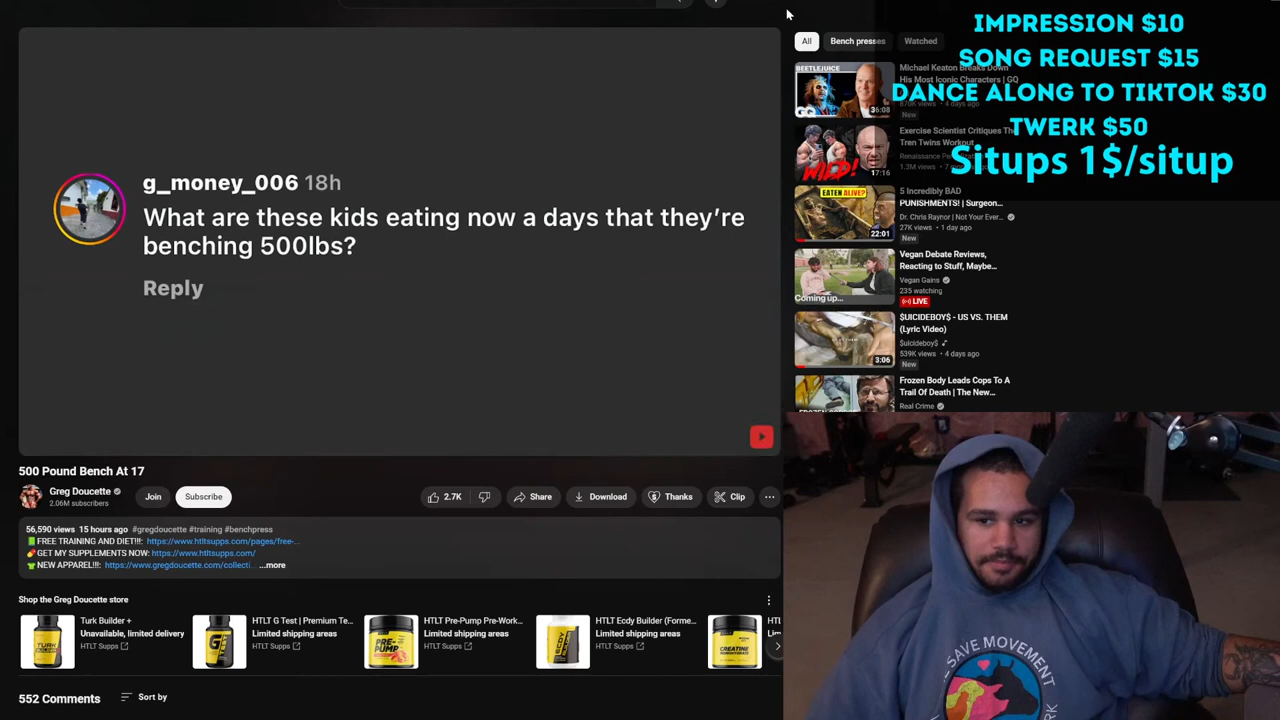 IMPRESSION $10
SONG REQUEST $15
DANCE ALONG TO TIKTOK $30
TWERK $50
Situps 1$/situp
g_money_006 18h
What are these kids eating now a days that they're
benching 500lbs?
Reply
500 Pound Bench At 17
Greg Doucette
2.06M subscribers
Join
Subscribe
2.7K
Share
Download
Thanks
Clip
56,590 views 15 hours ago #gregdoucette #training #benchpress
FREE TRAINING AND DIET!!!: https://www.htltsupps.com/pages/free-...
GET MY SUPPLEMENTS NOW: https://www.htltsupps.com/
NEW APPAREL!!!: https://www.gregdoucette.com/collecti... ...more
Shop the Greg Doucette store
Turk Builder +
Unavailable, limited delivery
HTLT Supps
HTLT G Test | Premium Te...
Limited shipping areas
HTLT Supps
HTLT Pre-Pump Pre-Work...
Limited shipping areas
HTLT Supps
HTLT Ecdy Builder (Forme...
Limited shipping areas
HTLT Supps
552 Comments
Sort by
All
Bench presses
Watched
BEETLEJUICE
GQ
36:08
Michael Keaton Breaks Down
His Most Iconic Characters | GQ
876K views • 4 days ago
New
WILD!
17:16
Exercise Scientist Critiques The
Tren Twins Workout
1.3M views
EATEN ALIVE?
22:01
5 Incredibly BAD
PUNISHMENTS! | Surgeon...
Dr. Chris Raynor | Not Your Ever...
27K views • 1 day ago
New
Coming up...
Vegan Debate Reviews,
Reacting to Stuff, Maybe...
Vegan Gains
235 watching
LIVE
3:06
$UICIDEBOY$ - US VS. THEM
(Lyric Video)
$uicideboy$
539K views • 4 days ago
New
Frozen Body Leads Cops To A
Trail Of Death | The New...
Real Crime
SAVE MOVEMENT